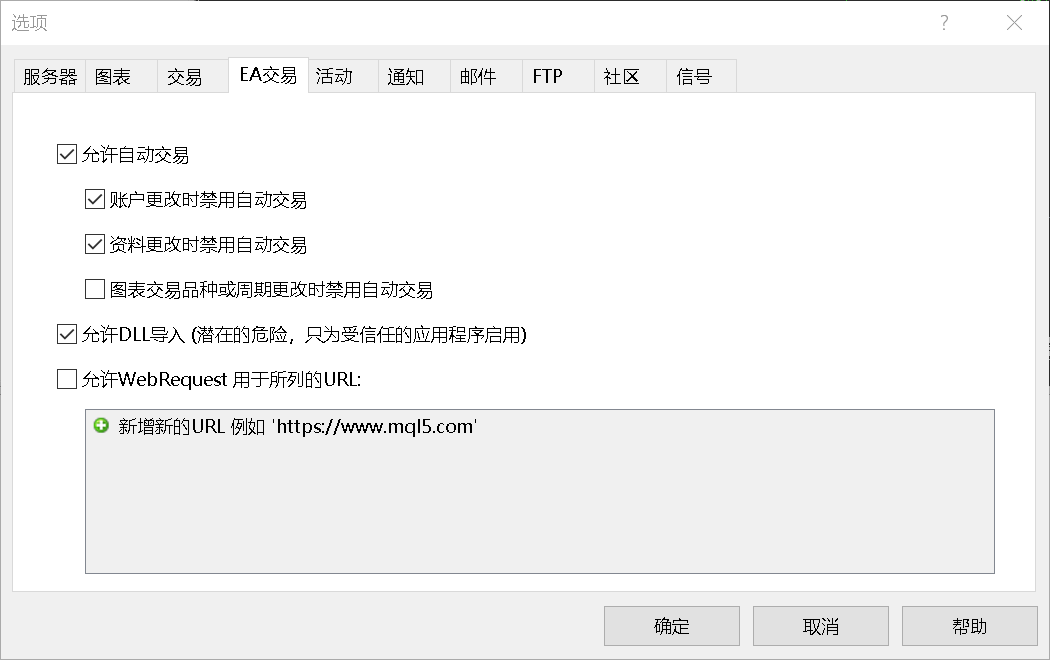 选项
服务器 图表 交易 EA交易 活动 通知 邮件 FTP 社区 信号
允许自动交易
账户更改时禁用自动交易
资料更改时禁用自动交易
图表交易品种或周期更改时禁用自动交易
允许DLL导入 (潜在的危险，只为受信任的应用程序启用)
允许WebRequest 用于所列的URL:
新增新的URL 例如 'https://www.mql5.com'
确定 取消 帮助